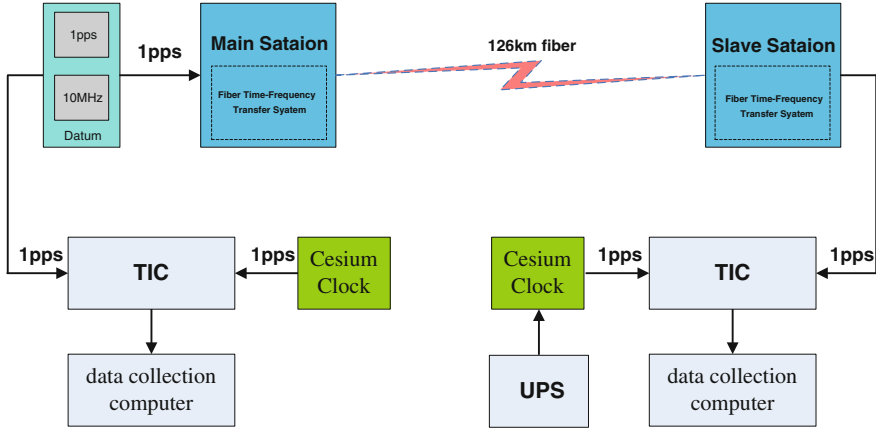 1pps
10MHz
Datum
1pps
Main Sataion
Fiber Time-Frequency
Transfer Syatem
126km fiber
Slave Sataion
Fiber Time-Frequency
Transfer Syatem
1pps
TIC
1pps
Cesium
Clock
Cesium
Clock
1pps
TIC
1pps
data collection
computer
UPS
data collection
computer